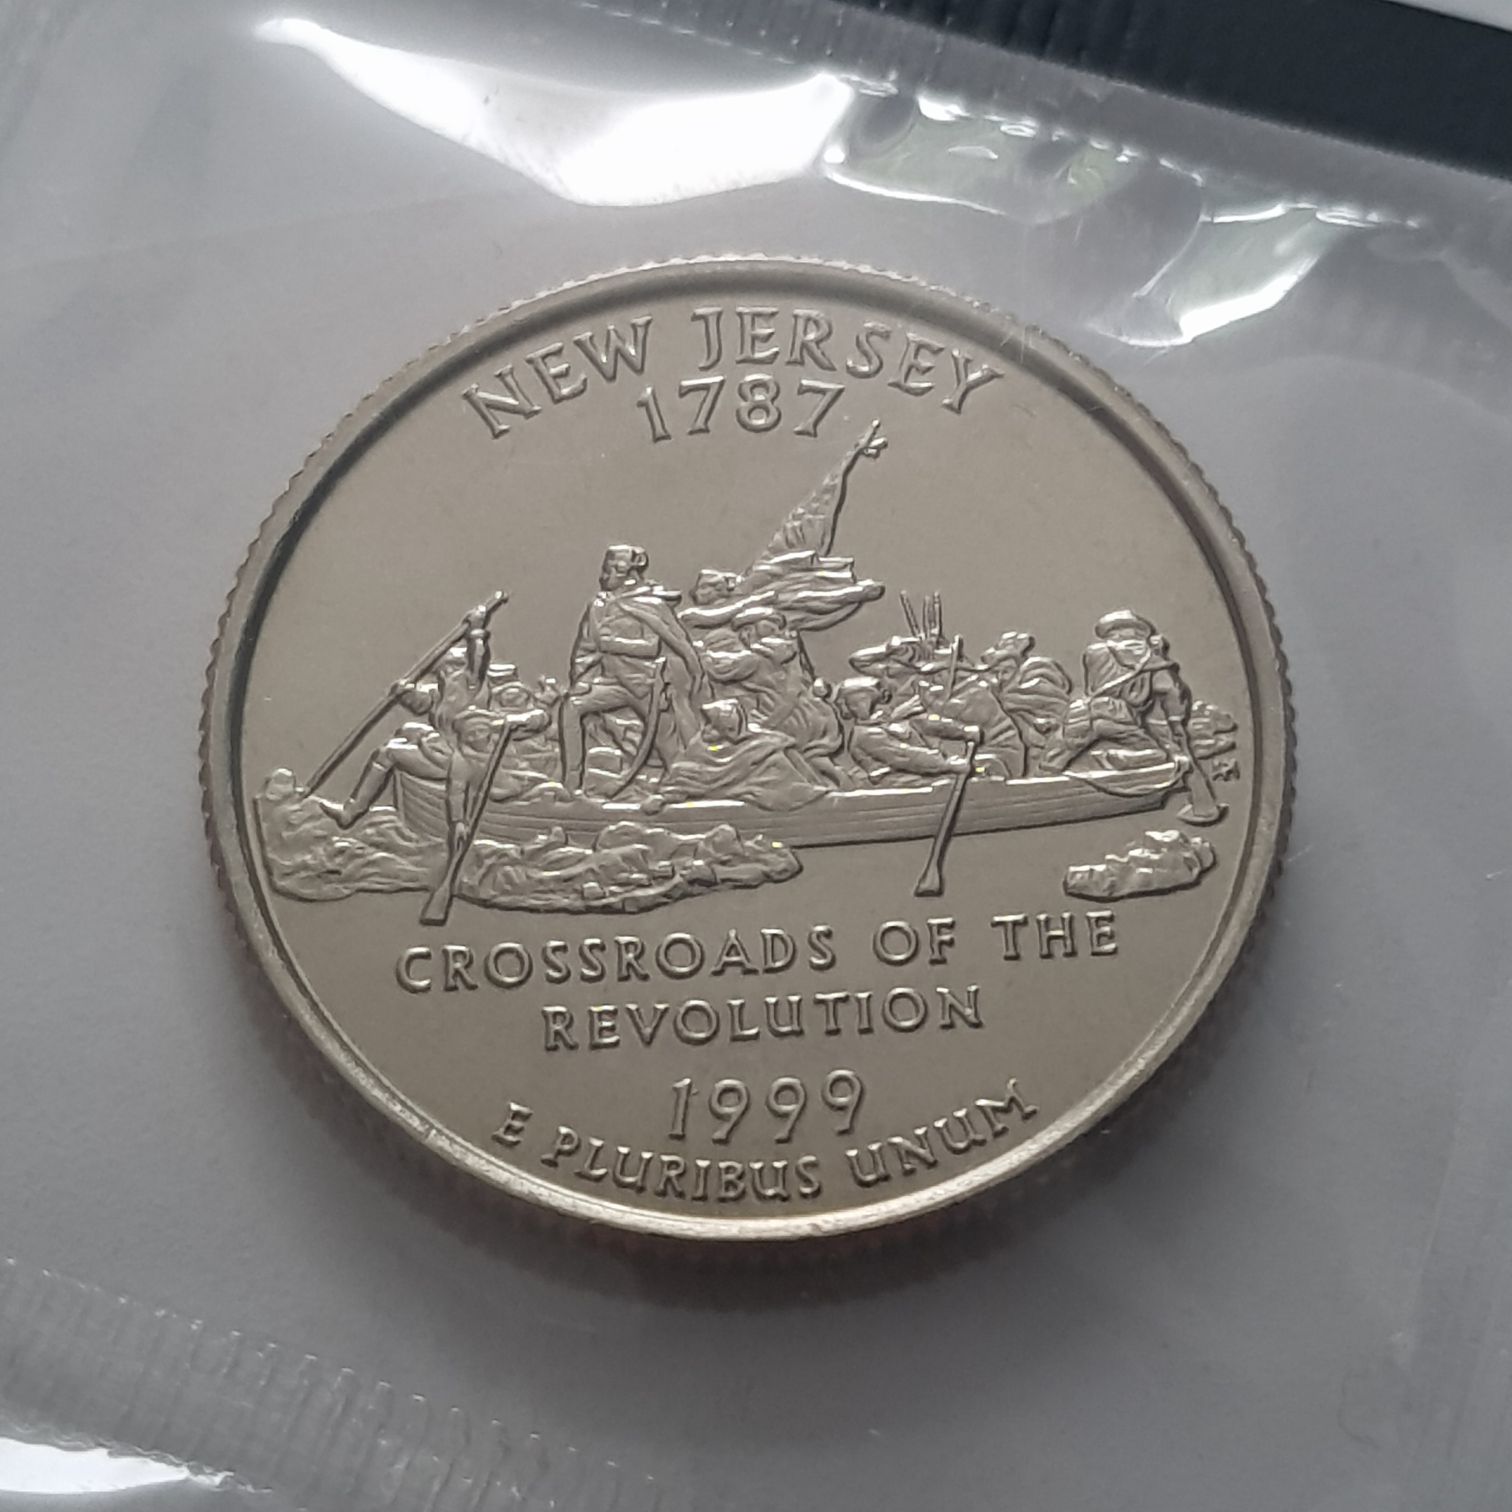 NEW JERSEY
1787
CROSSROADS OF THE
REVOLUTION
1999
E PLURIBUS UNUM